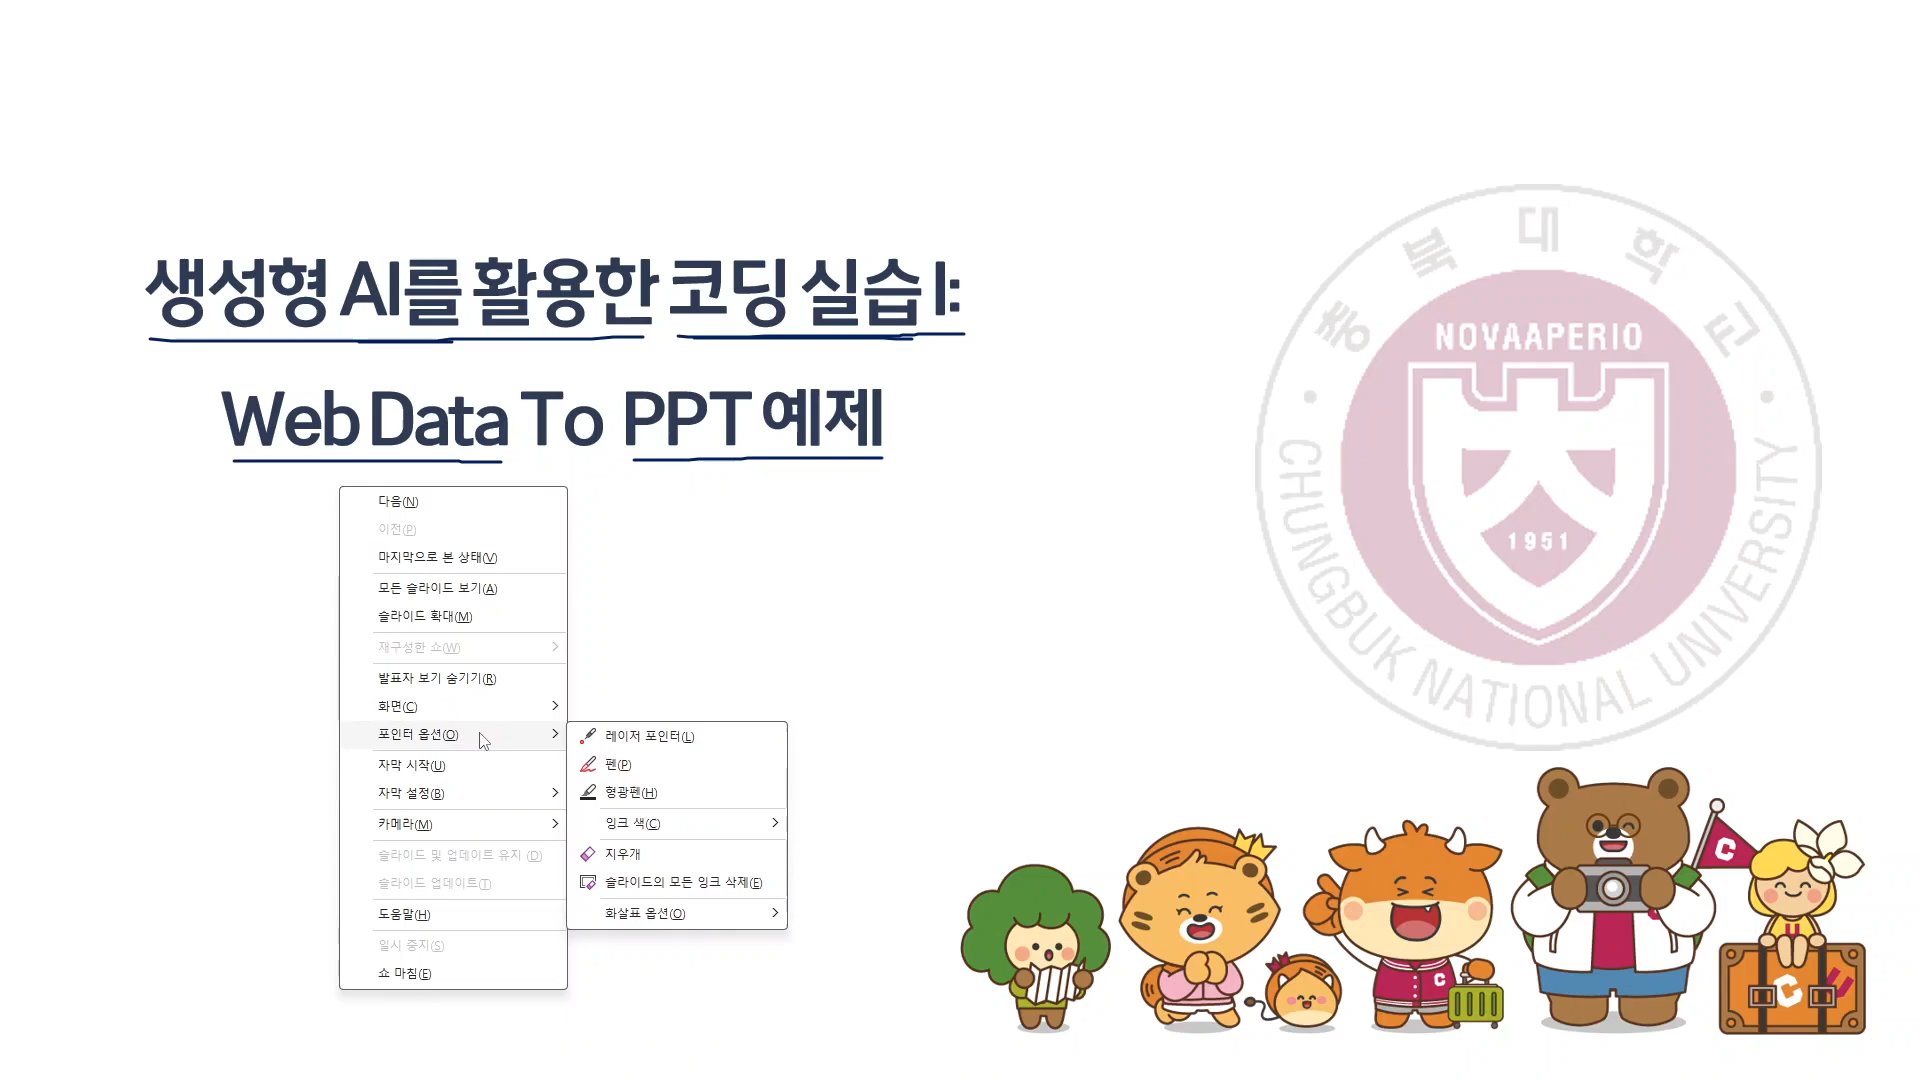 생성형 AI를 활용한 코딩 실습 I:
Web Data To PPT 예제
다음(N)
이전(P)
마지막으로 본 상태(V)
모든 슬라이드 보기(A)
슬라이드 확대(M)
재구성한 쇼(W)
발표자 보기 숨기기(R)
화면(C)
포인터 옵션(O)
자막 시작(U)
자막 설정(B)
카메라(M)
슬라이드 및 업데이트 유지 (D)
슬라이드 업데이트(T)
도움말(H)
일시 중지(S)
쇼 마침(E)
레이저 포인터(L)
펜(P)
형광펜(H)
잉크 색(C)
지우개
슬라이드의 모든 잉크 삭제(E)
화살표 옵션(O)
충북대학교
NOVAAPERIO
1951
CHUNGBUK NATIONAL UNIVERSITY
C
C
U
C
U